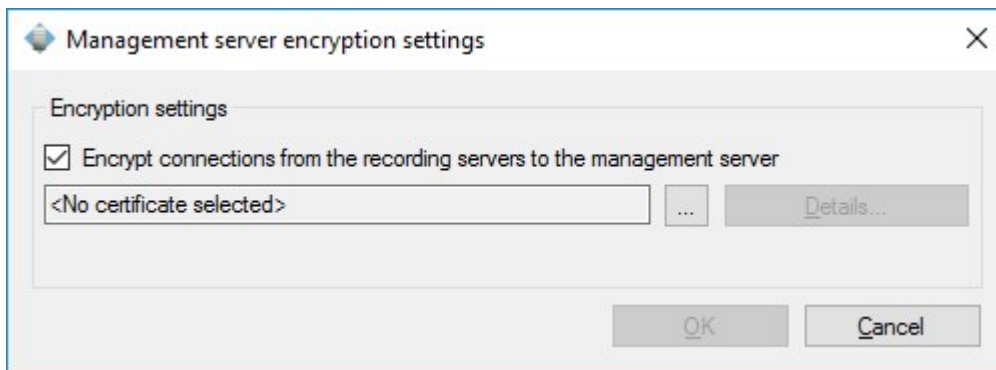 Management server encryption settings
Encryption settings
Encrypt connections from the recording servers to the management server
<No certificate selected>
...
Details...
OK
Cancel